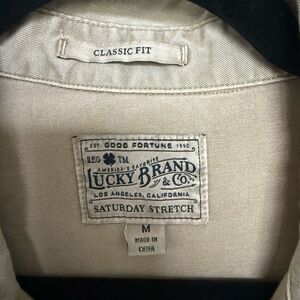 CLASSIC FIT
EST. GOOD FORTUNE 1990
REG TM
AMERICA'S FAVORITE
LUCKY BRAND
& Co.
LOS ANGELES, CALIFORNIA
SATURDAY STRETCH
M
MADE IN
CHINA